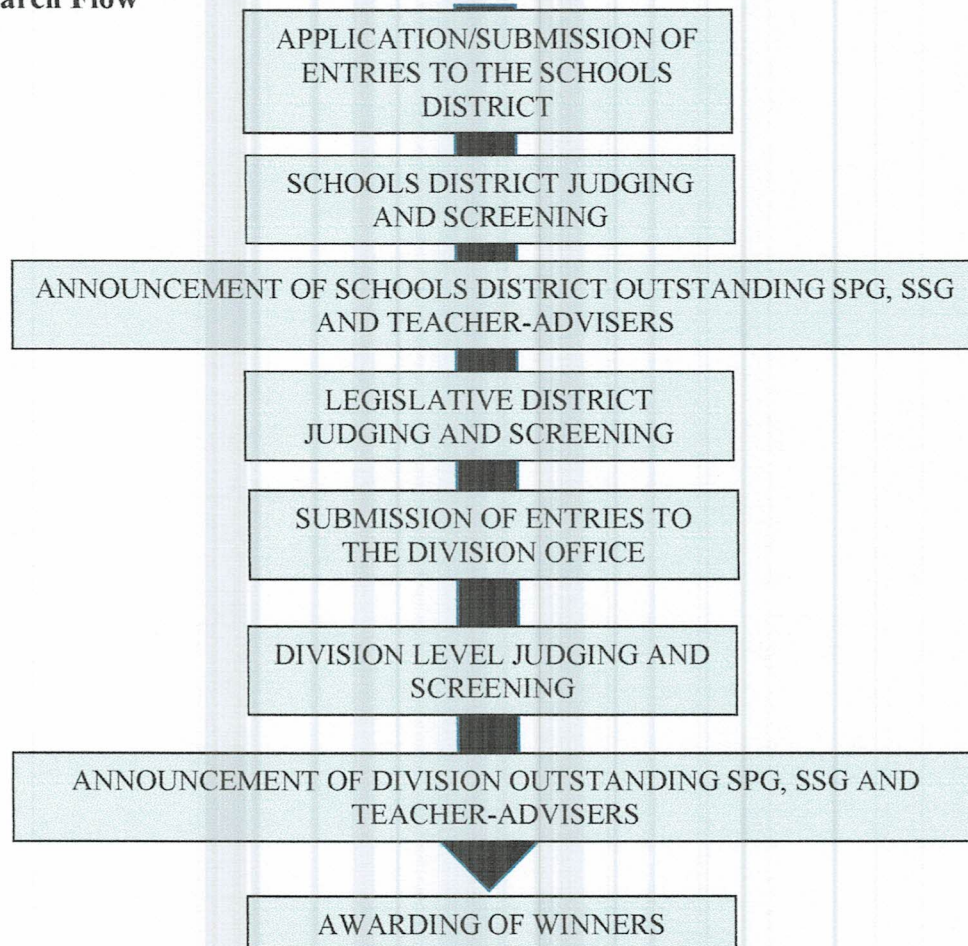 arch Flow
APPLICATION/SUBMISSION OF
ENTRIES TO THE SCHOOLS
DISTRICT
SCHOOLS DISTRICT JUDGING
AND SCREENING
ANNOUNCEMENT OF SCHOOLS DISTRICT OUTSTANDING SPG, SSG
AND TEACHER-ADVISERS
LEGISLATIVE DISTRICT
JUDGING AND SCREENING
SUBMISSION OF ENTRIES TO
THE DIVISION OFFICE
DIVISION LEVEL JUDGING AND
SCREENING
ANNOUNCEMENT OF DIVISION OUTSTANDING SPG, SSG AND
TEACHER-ADVISERS
AWARDING OF WINNERS